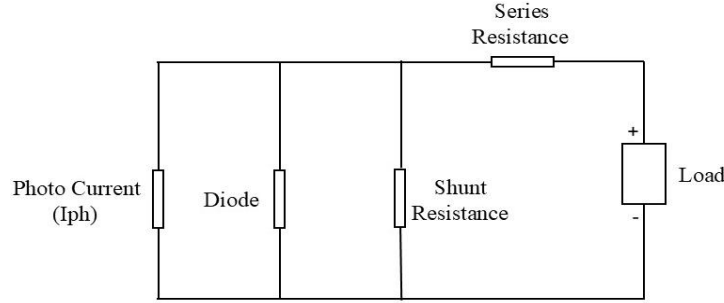 Series
Resistance
+
Photo Current
(Iph)
Diode
Shunt
Resistance
Load
-